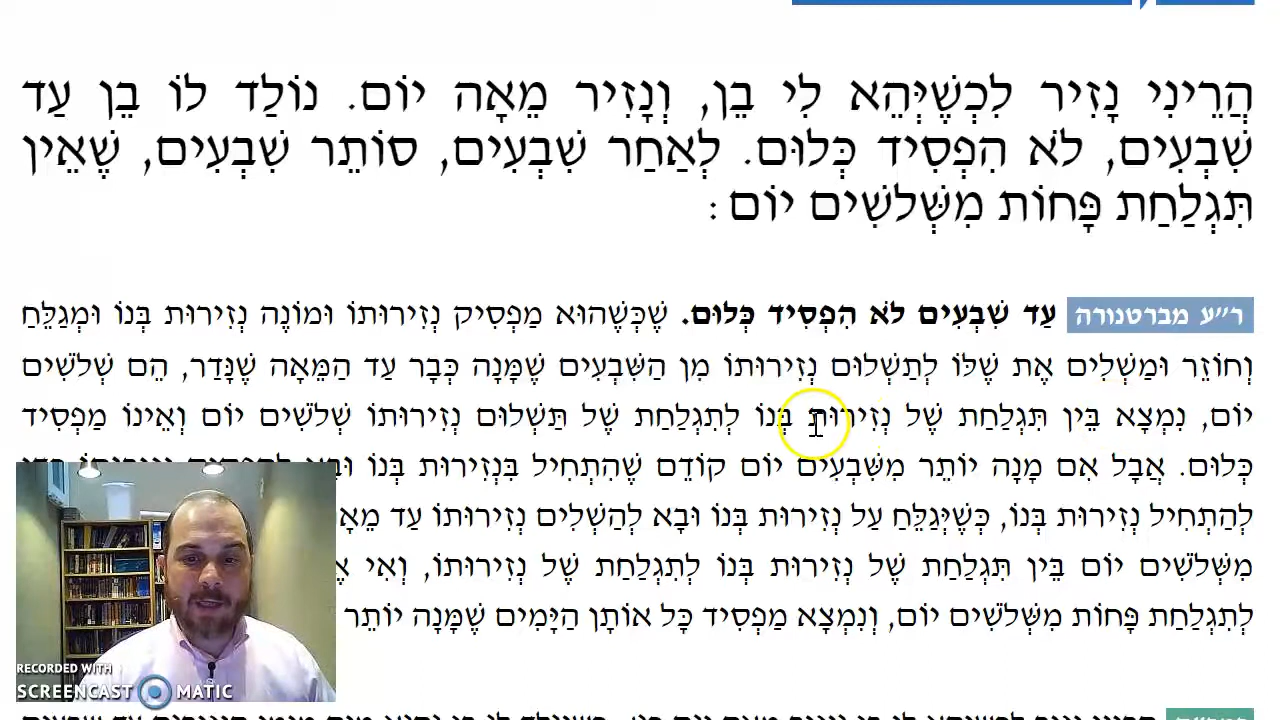 הֲרֵינִי נָזִיר לִכְשֶׁיְּהֵא לִי בֵן, וְנָזִיר מֵאָה יוֹם. נוֹלַד לוֹ בֵן עַד
שִׁבְעִים, לֹא הִפְסִיד כְּלוּם. לְאַחַר שִׁבְעִים, סוֹתֵר שִׁבְעִים, שֶׁאֵין
תִּגְלַחַת פָּחוֹת מִשְּׁלֹשִׁים יוֹם:
ר"ע מברטנורה עַד שִׁבְעִים לֹא הִפְסִיד כְּלוּם. שֶׁכְּשֶׁהוּא מַפְסִיק נְזִירוּתוֹ וּמוֹנֶה נְזִירוּת בְּנוֹ וּמְגַלֵּחַ
וְחוֹזֵר וּמַשְׁלִים אֶת שֶׁלּוֹ לְתַשְׁלוּם נְזִירוּתוֹ מִן הַשִּׁבְעִים שֶׁמָּנָה כְּבָר עַד הַמֵּאָה שֶׁנָּדַר, הֵם שְׁלֹשִׁים
יוֹם, נִמְצָא בֵּין תִּגְלַחַת שֶׁל נְזִירוּת בְּנוֹ לְתִגְלַחַת שֶׁל תַּשְׁלוּם נְזִירוּתוֹ שְׁלֹשִׁים יוֹם וְאֵינוֹ מַפְסִיד
כְּלוּם. אֲבָל אִם מָנָה יוֹתֵר מִשִּׁבְעִים יוֹם קוֹדֵם שֶׁהִתְחִיל בִּנְזִירוּת בְּנוֹ
לְהַתְחִיל נְזִירוּת בְּנוֹ, כְּשֶׁיְּגַלֵּחַ עַל נְזִירוּת בְּנוֹ וּבָא לְהַשְׁלִים נְזִירוּתוֹ עַד
מִשְּׁלֹשִׁים יוֹם בֵּין תִּגְלַחַת שֶׁל נְזִירוּת בְּנוֹ לְתִגְלַחַת שֶׁל נְזִירוּתוֹ, וְאִי
לְתִגְלַחַת פָּחוֹת מִשְּׁלֹשִׁים יוֹם, וְנִמְצָא מַפְסִיד כָּל אוֹתָן הַיָּמִים שֶׁמָּנָה יוֹתֵר
RECORDED WITH
SCREENCAST MATIC